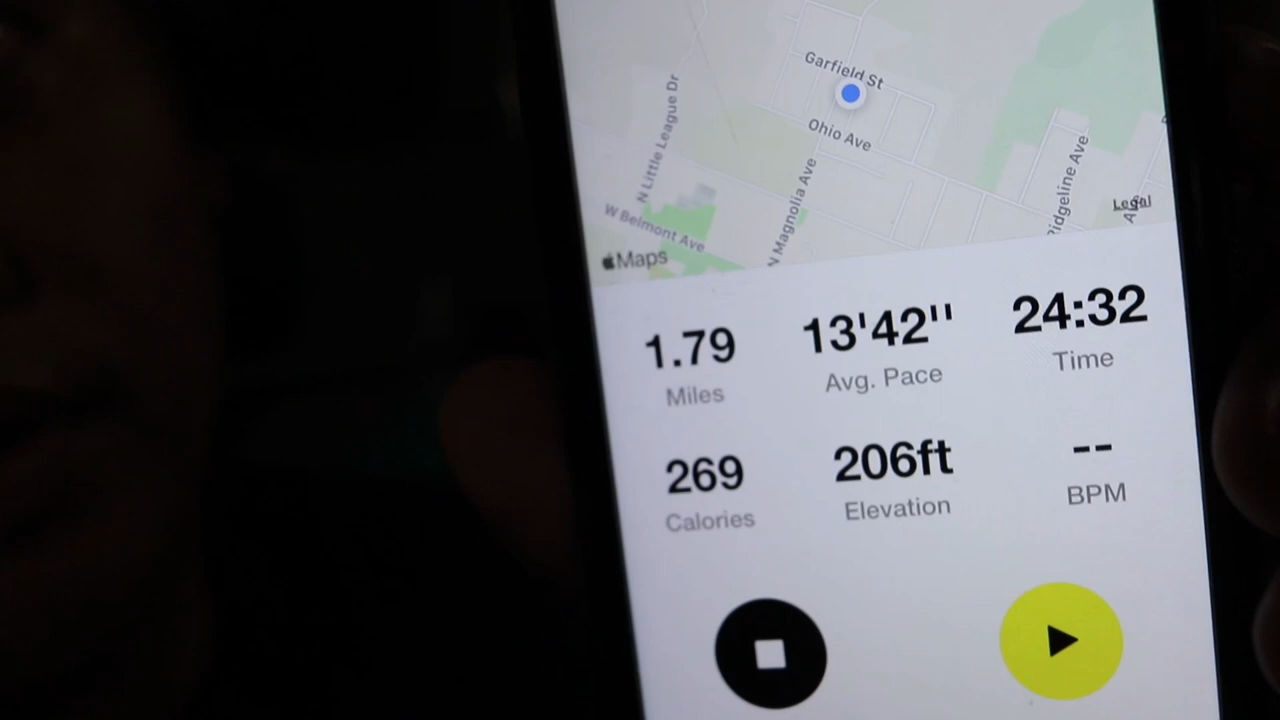 Garfield St
N Little League Dr
Ohio Ave
N Magnolia Ave
Ridgeline Ave
Legal
W Belmont Ave
Maps
1.79
13'42''
24:32
Miles
Avg. Pace
Time
269
206ft
--
Calories
Elevation
BPM